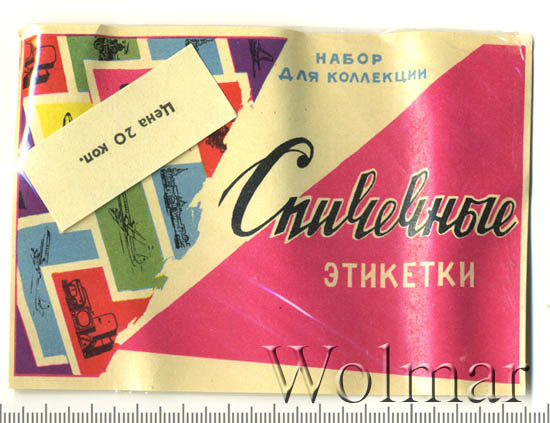 НАБОР
ДЛЯ КОЛЛЕКЦИИ
Цена 20 коп.
Спичечные
ЭТИКЕТКИ
Wolmar